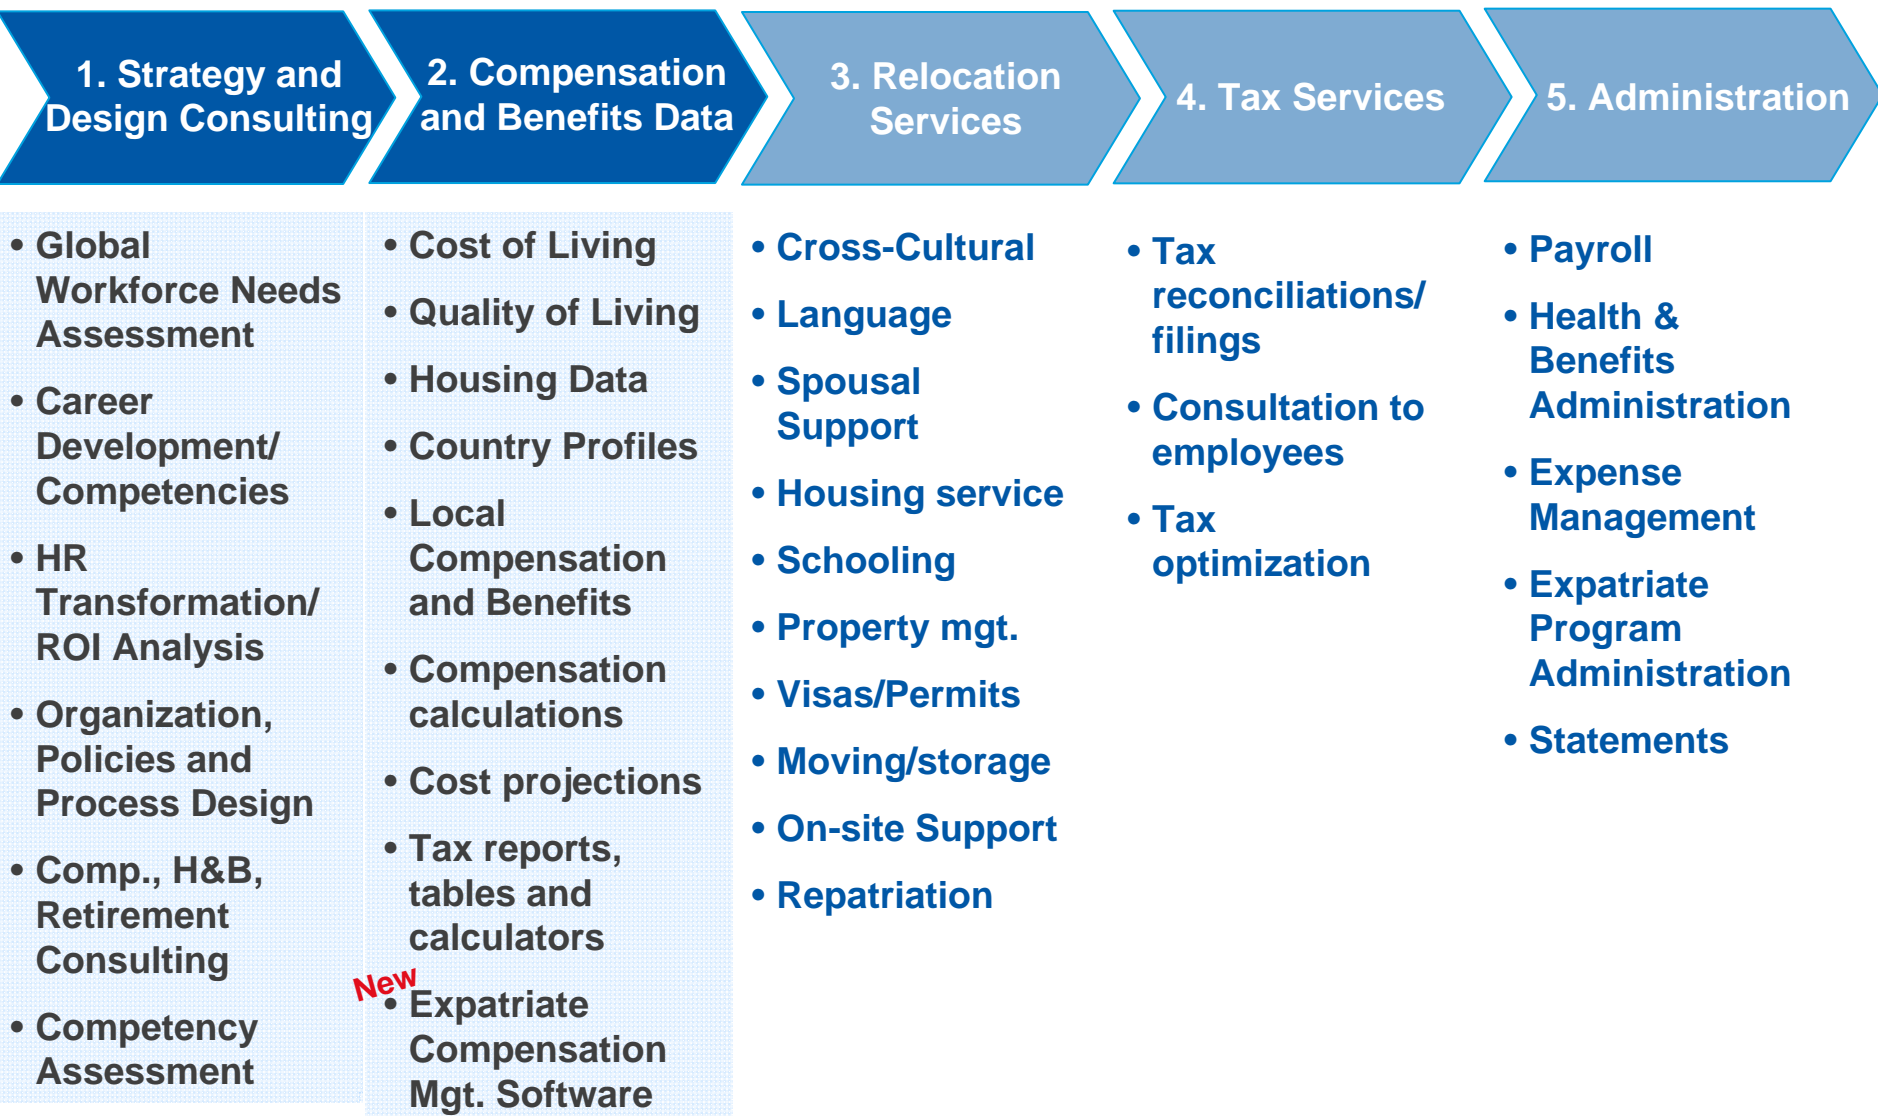 1. Strategy and
Design Consulting
2. Compensation
and Benefits Data
3. Relocation
Services
4. Tax Services
5. Administration
• Global
Workforce Needs
Assessment
• Career
Development/
Competencies
• HR
Transformation/
ROI Analysis
• Organization,
Policies and
Process Design
• Comp., H&B,
Retirement
Consulting
• Competency
Assessment
• Cost of Living
• Quality of Living
• Housing Data
• Country Profiles
• Local
Compensation
and Benefits
• Compensation
calculations
• Cost projections
• Tax reports,
tables and
calculators
New
• Expatriate
Compensation
Mgt. Software
• Cross-Cultural
• Language
• Spousal
Support
• Housing service
• Schooling
• Property mgt.
• Visas/Permits
• Moving/storage
• On-site Support
• Repatriation
• Tax
reconciliations/
filings
• Consultation to
employees
• Tax
optimization
• Payroll
• Health &
Benefits
Administration
• Expense
Management
• Expatriate
Program
Administration
• Statements